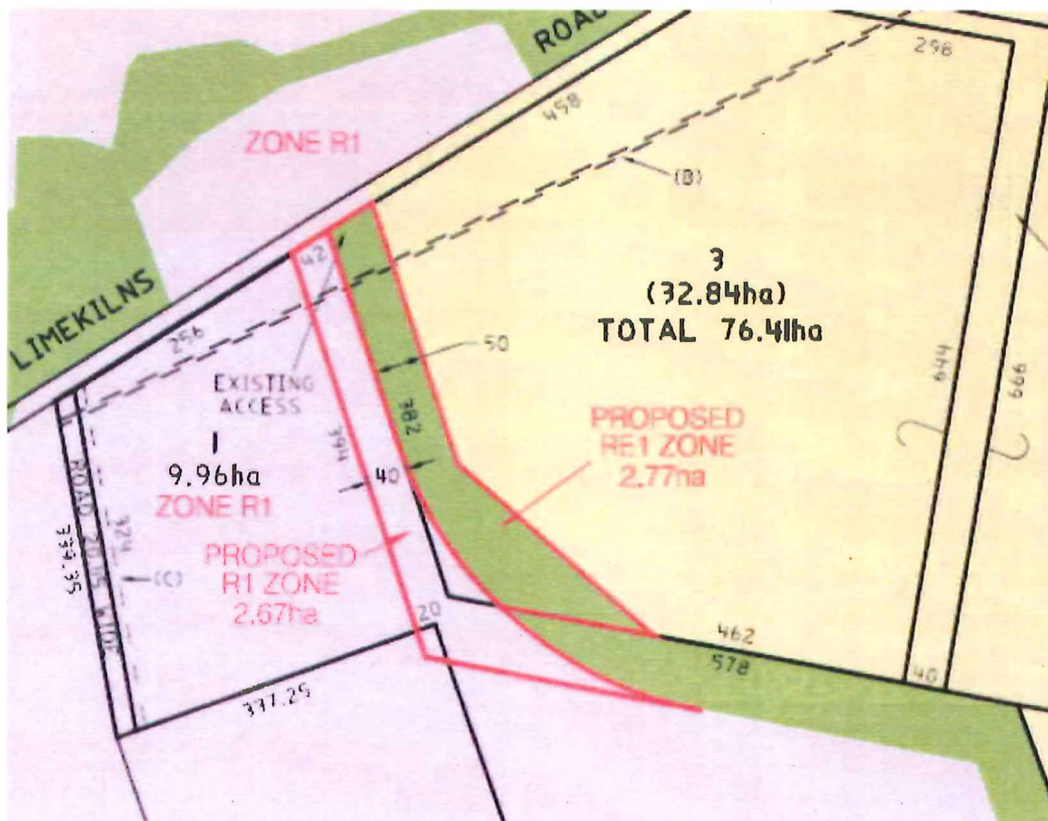 ROAD
298
458
ZONE R1
(B)
3
(32.84ha)
TOTAL 76.41ha
42
LIMEKILNS
256
50
EXISTING
ACCESS
644
666
382
PROPOSED
RE1 ZONE
2.77ha
394
1
9.96ha
40
ZONE R1
ROAD 20.115 WIDE
324
339.35
(C)
PROPOSED
R1 ZONE
2.67ha
20
462
578
40
337.25